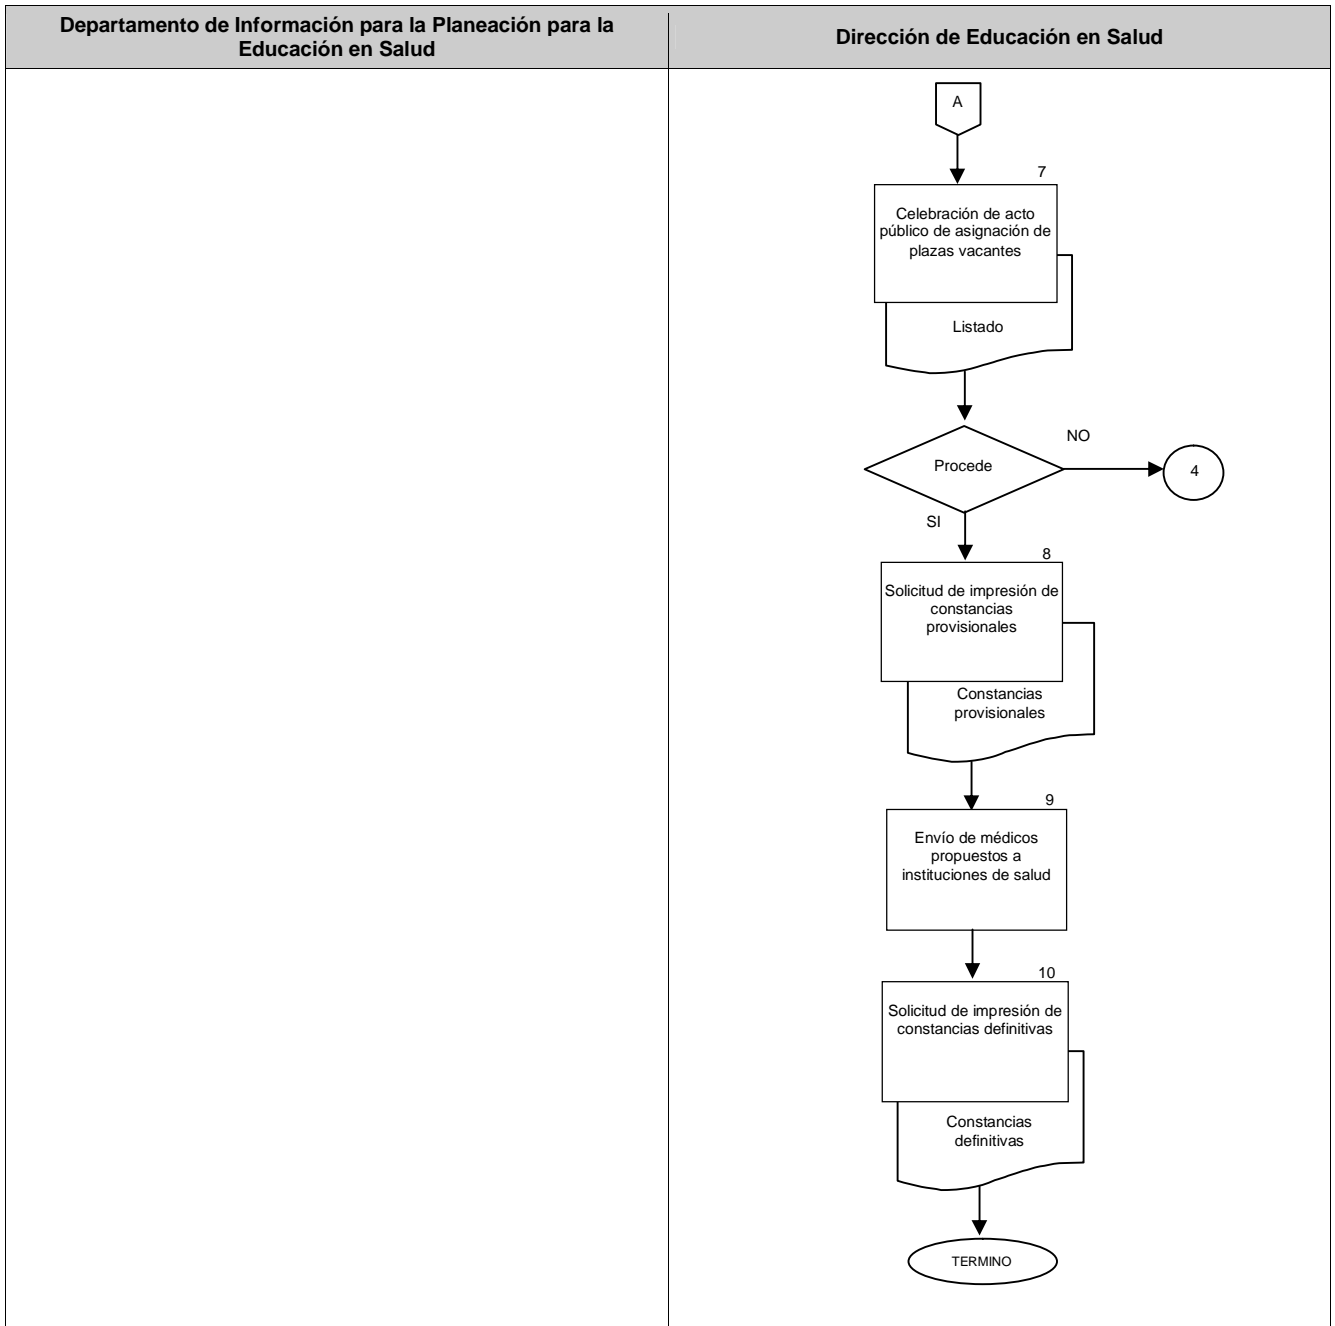 Departamento de Información para la Planeación para la
Educación en Salud
Dirección de Educación en Salud
A
7
Celebración de acto
público de asignación de
plazas vacantes
Listado
Procede
NO
4
SI
8
Solicitud de impresión de
constancias
provisionales
Constancias
provisionales
9
Envío de médicos
propuestos a
instituciones de salud
10
Solicitud de impresión de
constancias definitivas
Constancias
definitivas
TERMINO